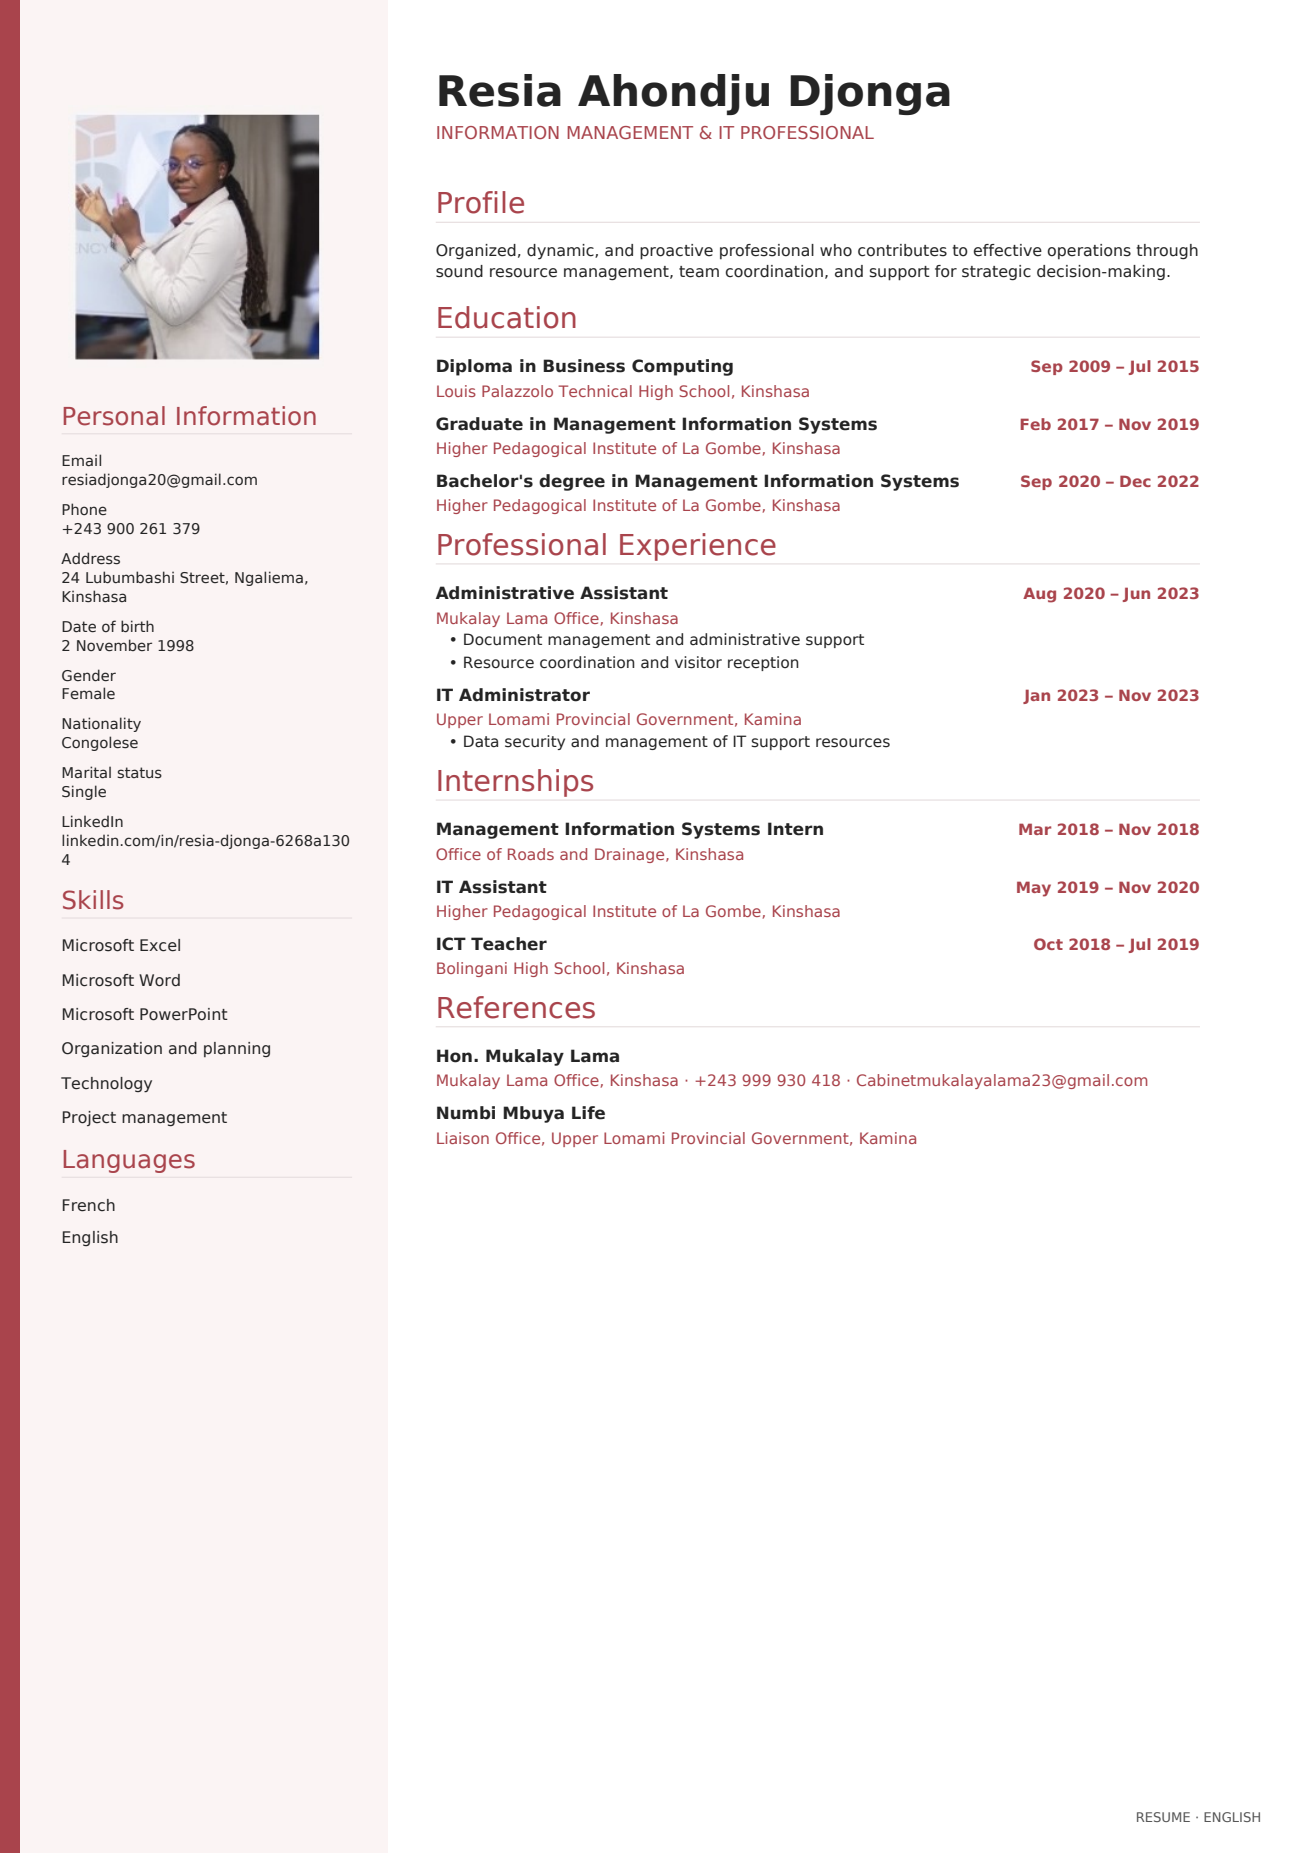 Resia Ahondju Djonga
INFORMATION MANAGEMENT & IT PROFESSIONAL
ENCY
Personal Information
Email
resiadjonga20@gmail.com
Phone
+243 900 261 379
Address
24 Lubumbashi Street, Ngaliema,
Kinshasa
Date of birth
2 November 1998
Gender
Female
Nationality
Congolese
Marital status
Single
LinkedIn
linkedin.com/in/resia-djonga-6268a130
4
Skills
Microsoft Excel
Microsoft Word
Microsoft PowerPoint
Organization and planning
Technology
Project management
Languages
French
English
Profile
Organized, dynamic, and proactive professional who contributes to effective operations through
sound resource management, team coordination, and support for strategic decision-making.
Education
Diploma in Business Computing Sep 2009 – Jul 2015
Louis Palazzolo Technical High School, Kinshasa
Graduate in Management Information Systems Feb 2017 – Nov 2019
Higher Pedagogical Institute of La Gombe, Kinshasa
Bachelor's degree in Management Information Systems Sep 2020 – Dec 2022
Higher Pedagogical Institute of La Gombe, Kinshasa
Professional Experience
Administrative Assistant Aug 2020 – Jun 2023
Mukalay Lama Office, Kinshasa
• Document management and administrative support
• Resource coordination and visitor reception
IT Administrator Jan 2023 – Nov 2023
Upper Lomami Provincial Government, Kamina
• Data security and management of IT support resources
Internships
Management Information Systems Intern Mar 2018 – Nov 2018
Office of Roads and Drainage, Kinshasa
IT Assistant May 2019 – Nov 2020
Higher Pedagogical Institute of La Gombe, Kinshasa
ICT Teacher Oct 2018 – Jul 2019
Bolingani High School, Kinshasa
References
Hon. Mukalay Lama
Mukalay Lama Office, Kinshasa · +243 999 930 418 · Cabinetmukalayalama23@gmail.com
Numbi Mbuya Life
Liaison Office, Upper Lomami Provincial Government, Kamina
RESUME · ENGLISH